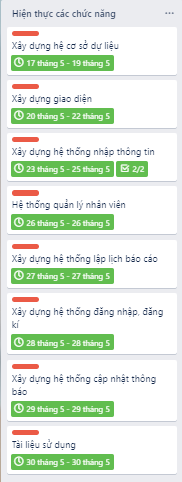 Hiện thực các chức năng
Xây dựng hệ cơ sở dự liệu
17 tháng 5 - 19 tháng 5
Xây dựng giao diện
20 tháng 5 - 22 tháng 5
Xây dựng hệ thống nhập thông tin
23 tháng 5 - 25 tháng 5 2/2
Hệ thống quản lý nhân viên
26 tháng 5 - 26 tháng 5
Xây dựng hệ thống lập lịch báo cáo
27 tháng 5 - 27 tháng 5
Xây dựng hệ thống đăng nhập, đăng
kí
28 tháng 5 - 28 tháng 5
Xây dựng hệ thống cập nhật thông
báo
29 tháng 5 - 29 tháng 5
Tài liệu sử dụng
30 tháng 5 - 30 tháng 5